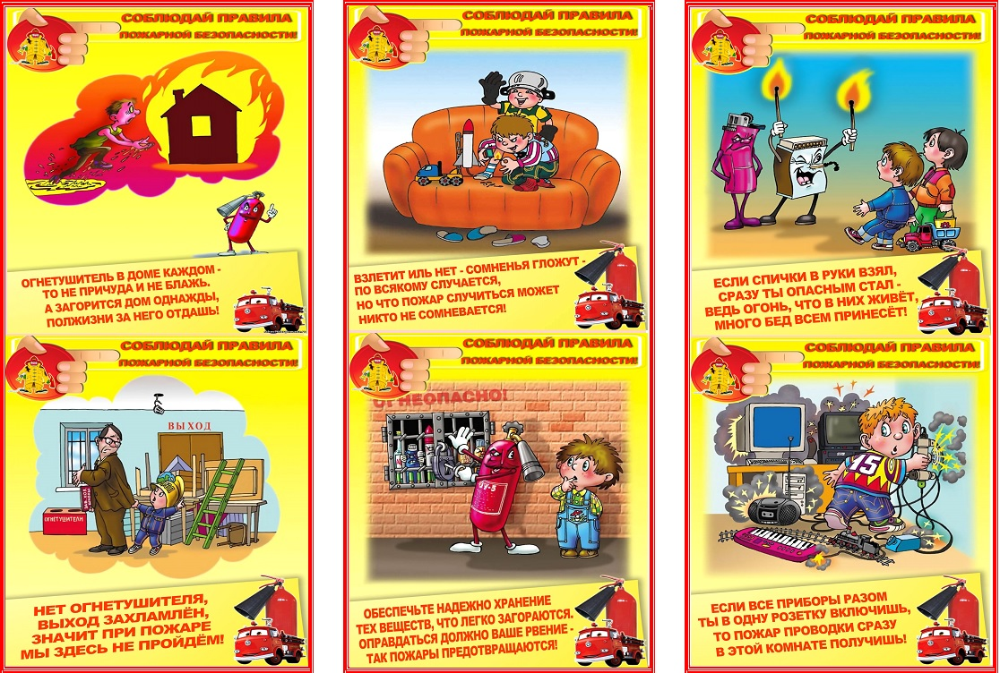 СОБЛЮДАЙ ПРАВИЛА
ПОЖАРНОЙ БЕЗОПАСНОСТИ!
ОГНЕТУШИТЕЛЬ В ДОМЕ КАЖДОМ -
ТО НЕ ПРИЧУДА И НЕ БЛАЖЬ.
А ЗАГОРИТСЯ ДОМ ОДНАЖДЫ,
ПОЛЖИЗНИ ЗА НЕГО ОТДАШЬ!
СОБЛЮДАЙ ПРАВИЛА
ПОЖАРНОЙ БЕЗОПАСНОСТИ!
ВЗЛЕТИТ ИЛЬ НЕТ - СОМНЕНЬЯ ГЛОЖУТ -
ПО ВСЯКОМУ СЛУЧАЕТСЯ,
НО ЧТО ПОЖАР СЛУЧИТЬСЯ МОЖЕТ
НИКТО НЕ СОМНЕВАЕТСЯ!
СОБЛЮДАЙ ПРАВИЛА
ПОЖАРНОЙ БЕЗОПАСНОСТИ!
ЕСЛИ СПИЧКИ В РУКИ ВЗЯЛ,
СРАЗУ ТЫ ОПАСНЫМ СТАЛ -
ВЕДЬ ОГОНЬ, ЧТО В НИХ ЖИВЁТ,
МНОГО БЕД ВСЕМ ПРИНЕСЁТ!
СОБЛЮДАЙ ПРАВИЛА
ПОЖАРНОЙ БЕЗОПАСНОСТИ!
ВЫХОД
ОГНЕТУШИТЕЛИ
НЕТ ОГНЕТУШИТЕЛЯ,
ВЫХОД ЗАХЛАМЛЁН,
ЗНАЧИТ ПРИ ПОЖАРЕ
МЫ ЗДЕСЬ НЕ ПРОЙДЁМ!
СОБЛЮДАЙ ПРАВИЛА
ПОЖАРНОЙ БЕЗОПАСНОСТИ!
ОГНЕОПАСНО!
ОУ-5
ОБЕСПЕЧЬТЕ НАДЕЖНО ХРАНЕНИЕ
ТЕХ ВЕЩЕСТВ, ЧТО ЛЕГКО ЗАГОРАЮТСЯ.
ОПРАВДАТЬСЯ ДОЛЖНО ВАШЕ РВЕНИЕ -
ТАК ПОЖАРЫ ПРЕДОТВРАЩАЮТСЯ!
СОБЛЮДАЙ ПРАВИЛА
ПОЖАРНОЙ БЕЗОПАСНОСТИ!
15
ЕСЛИ ВСЕ ПРИБОРЫ РАЗОМ
ТЫ В ОДНУ РОЗЕТКУ ВКЛЮЧИШЬ,
ТО ПОЖАР ПРОВОДКИ СРАЗУ
В ЭТОЙ КОМНАТЕ ПОЛУЧИШЬ!